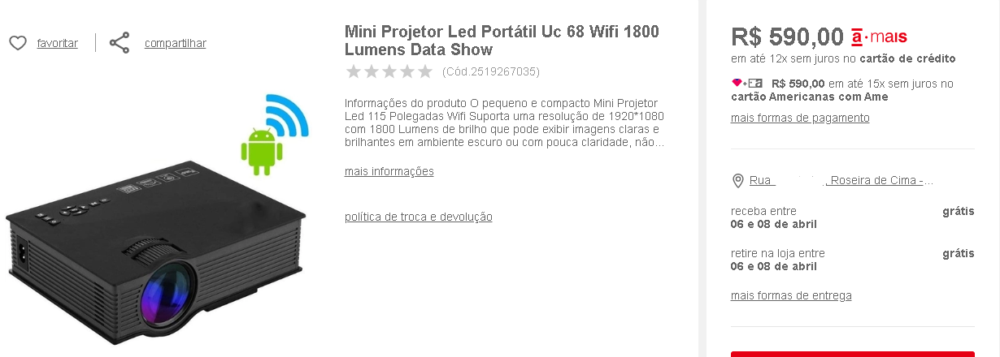 favoritar
compartilhar
Mini Projetor Led Portátil Uc 68 Wifi 1800
Lumens Data Show
(Cód.2519267035)
Informações do produto O pequeno e compacto Mini Projetor
Led 115 Polegadas Wifi Suporta uma resolução de 1920*1080
com 1800 Lumens de brilho que pode exibir imagens claras e
brilhantes em ambiente escuro ou com pouca claridade, não...
mais informações
política de troca e devolução
R$ 590,00 a+mais
em até 12x sem juros no cartão de crédito
R$ 590,00 em até 15x sem juros no
cartão Americanas com Ame
mais formas de pagamento
Rua , Roseira de Cima -...
receba entre grátis
06 e 08 de abril
retire na loja entre grátis
06 e 08 de abril
mais formas de entrega